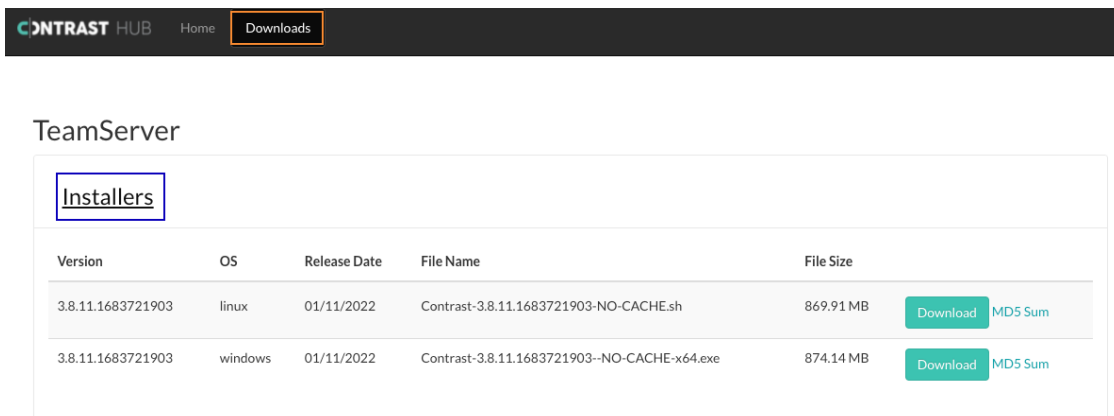 CONTRAST HUB Home Downloads
TeamServer
Installers
Version OS Release Date File Name File Size
3.8.11.1683721903 linux 01/11/2022 Contrast-3.8.11.1683721903-NO-CACHE.sh 869.91 MB Download MD5 Sum
3.8.11.1683721903 windows 01/11/2022 Contrast-3.8.11.1683721903--NO-CACHE-x64.exe 874.14 MB Download MD5 Sum